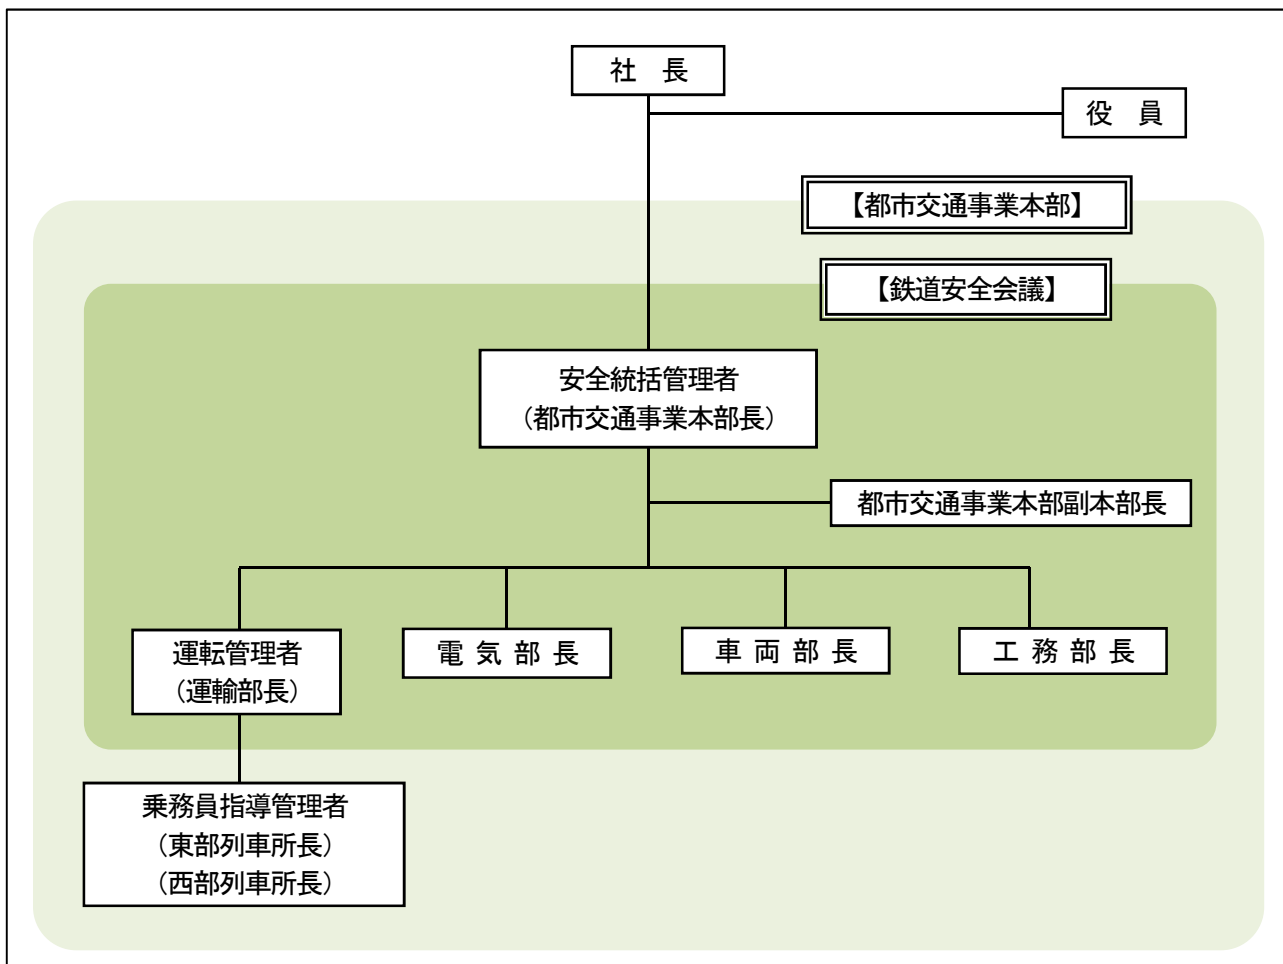 社　長
役　員
【都市交通事業本部】
【鉄道安全会議】
安全統括管理者
（都市交通事業本部長）
都市交通事業本部副本部長
運転管理者
（運輸部長）
電 気 部 長
車 両 部 長
工 務 部 長
乗務員指導管理者
（東部列車所長）
（西部列車所長）